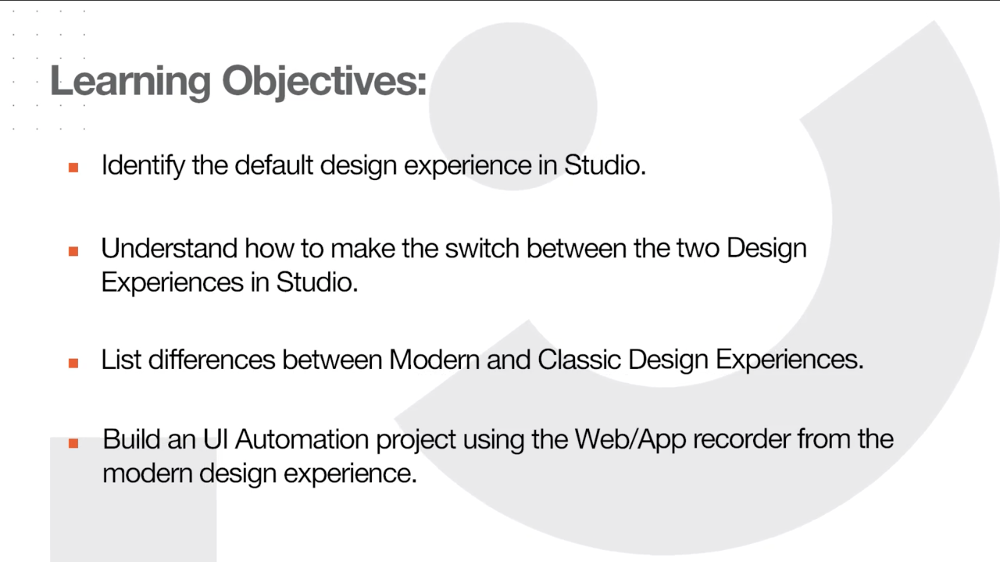 Learning Objectives:
Identify the default design experience in Studio.
Understand how to make the switch between the two Design
Experiences in Studio.
List differences between Modern and Classic Design Experiences.
Build an UI Automation project using the Web/App recorder from the
modern design experience.